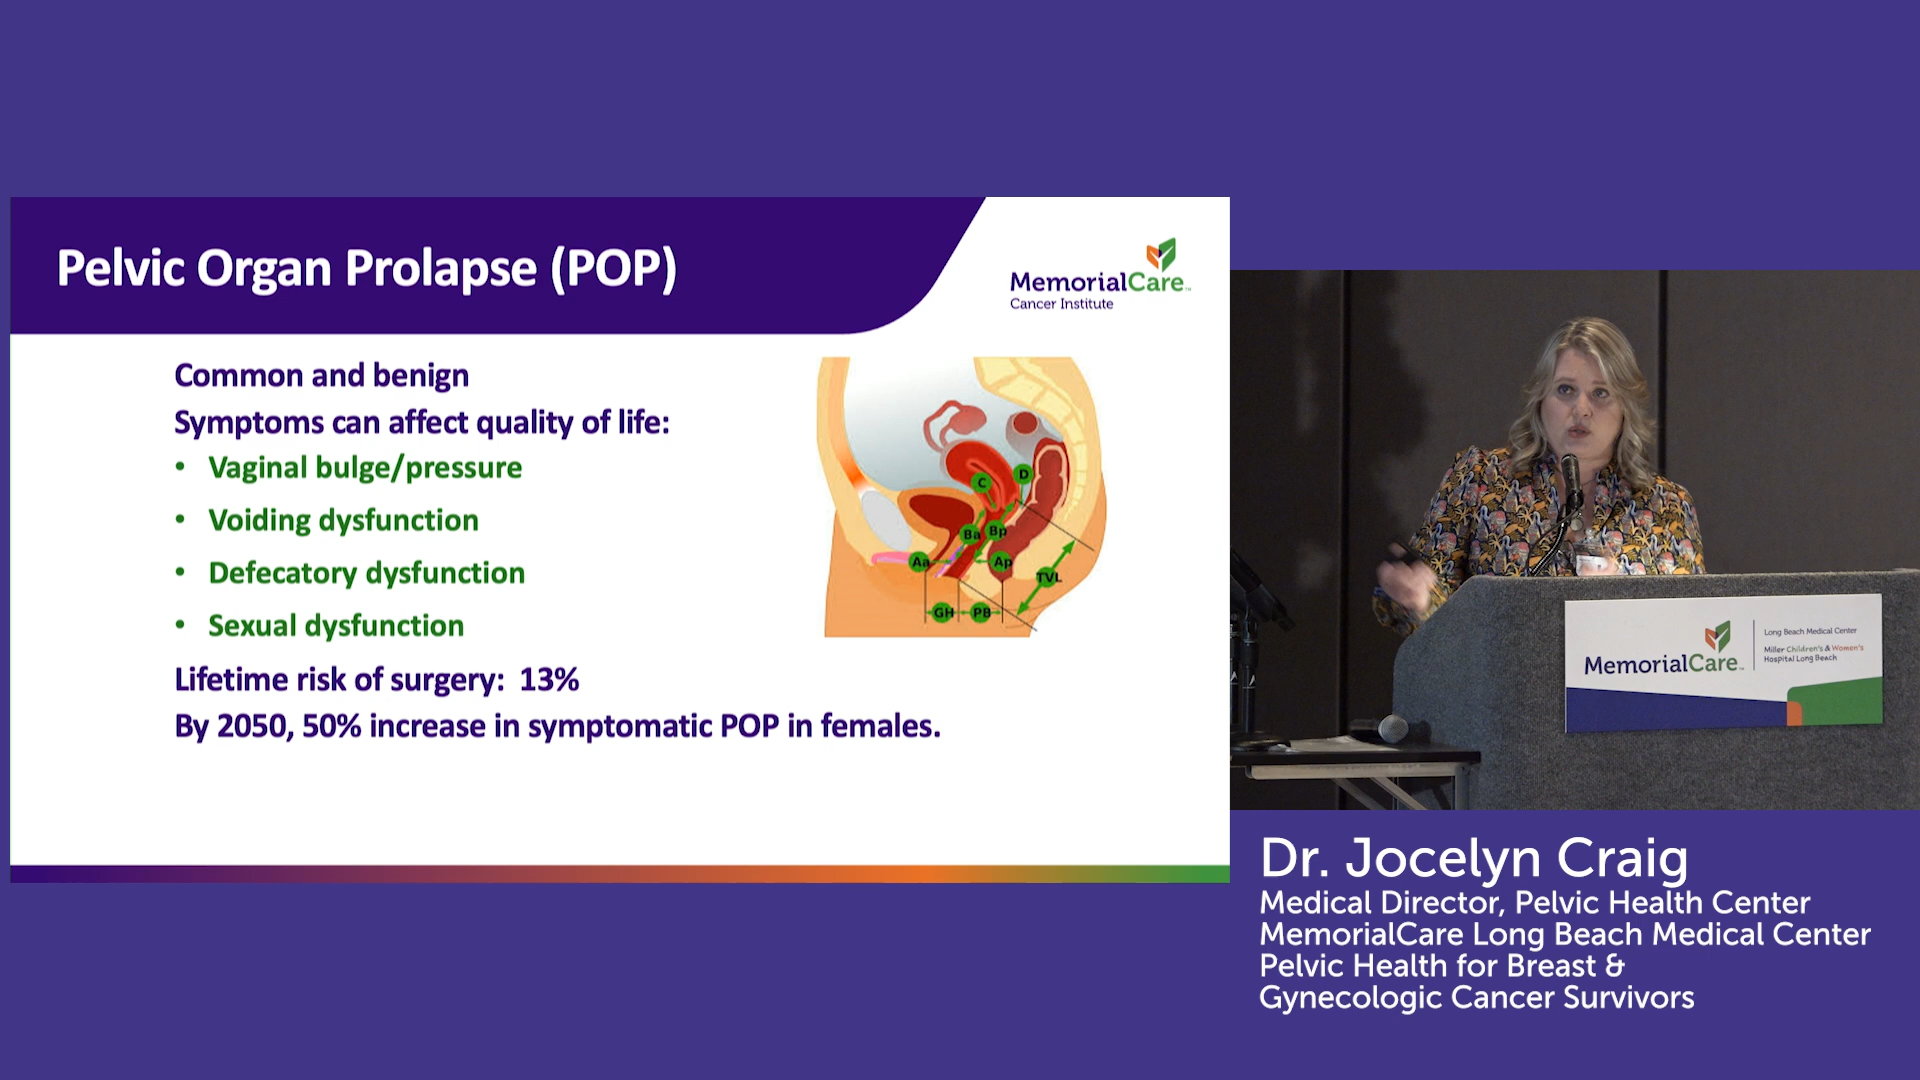 Pelvic Organ Prolapse (POP)
MemorialCare™
Cancer Institute
Common and benign
Symptoms can affect quality of life:
• Vaginal bulge/pressure
• Voiding dysfunction
• Defecatory dysfunction
• Sexual dysfunction
Lifetime risk of surgery: 13%
By 2050, 50% increase in symptomatic POP in females.
C
D
Ba
Bp
Aa
Ap
TVL
GH
PB
MemorialCare™
Long Beach Medical Center
Miller Children's & Women's
Hospital Long Beach
Dr. Jocelyn Craig
Medical Director, Pelvic Health Center
MemorialCare Long Beach Medical Center
Pelvic Health for Breast &
Gynecologic Cancer Survivors